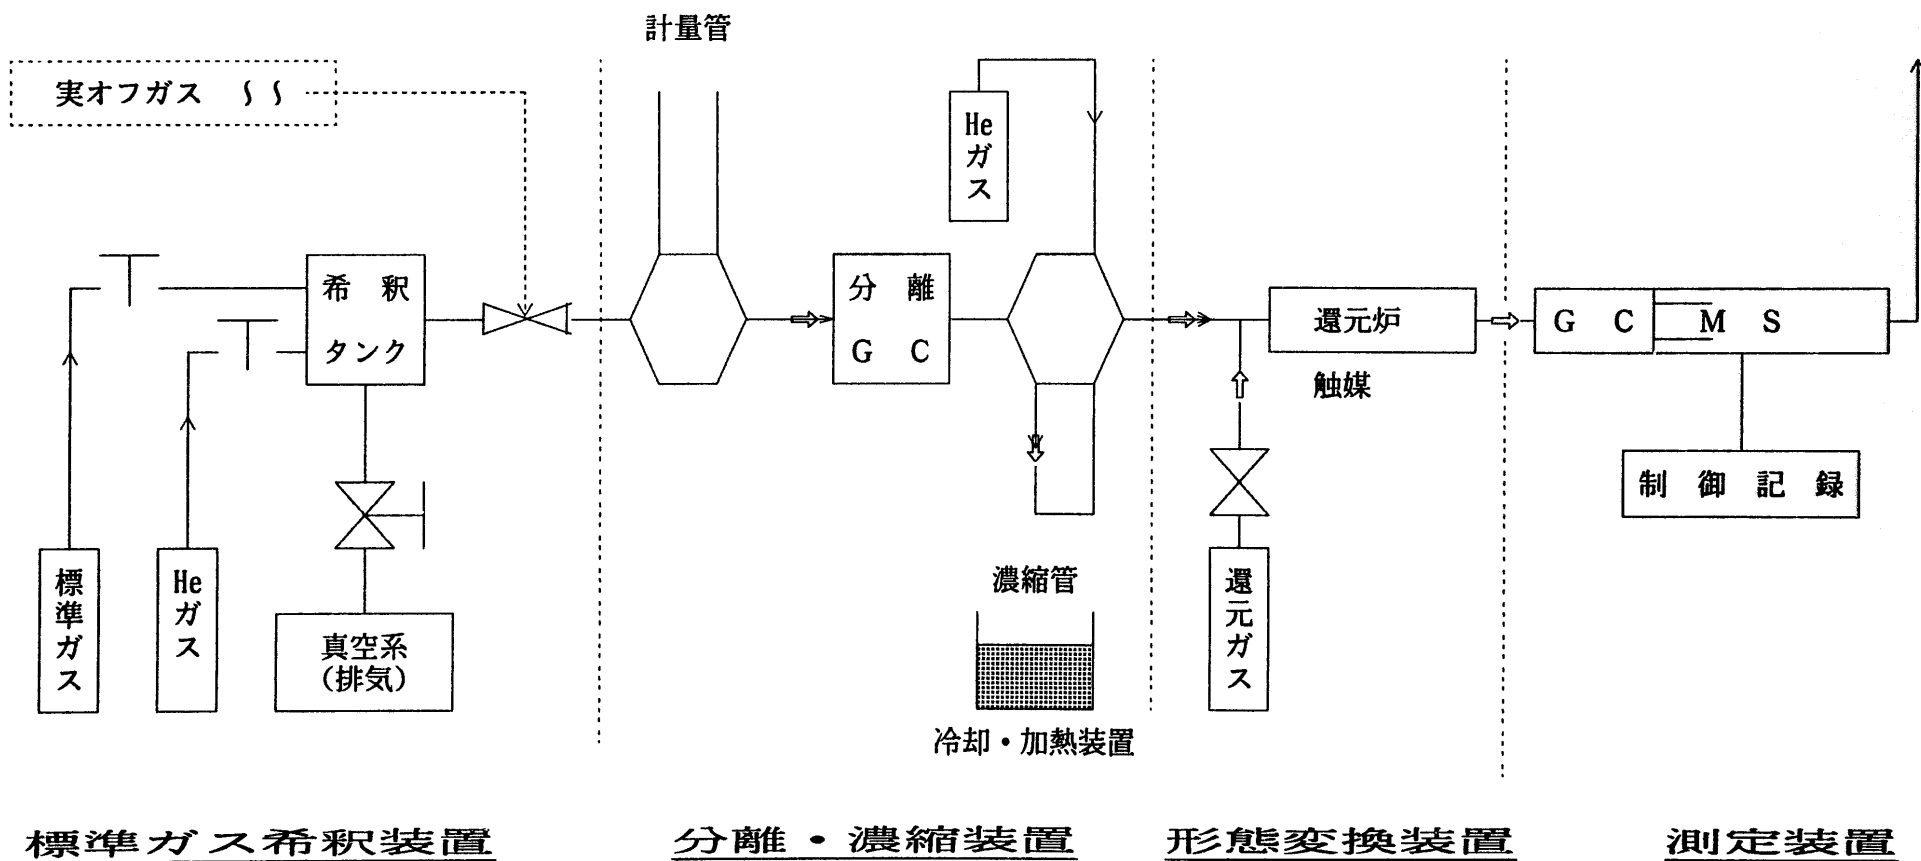 計量管
実オフガス
He
ガ
ス
希 釈
タンク
分 離
G C
還元炉
触媒
G C
M S
制 御 記 録
標
準
ガ
ス
He
ガ
ス
真空系
(排気)
濃縮管
冷却・加熱装置
還
元
ガ
ス
標準ガス希釈装置
分離・濃縮装置
形態変換装置
測定装置